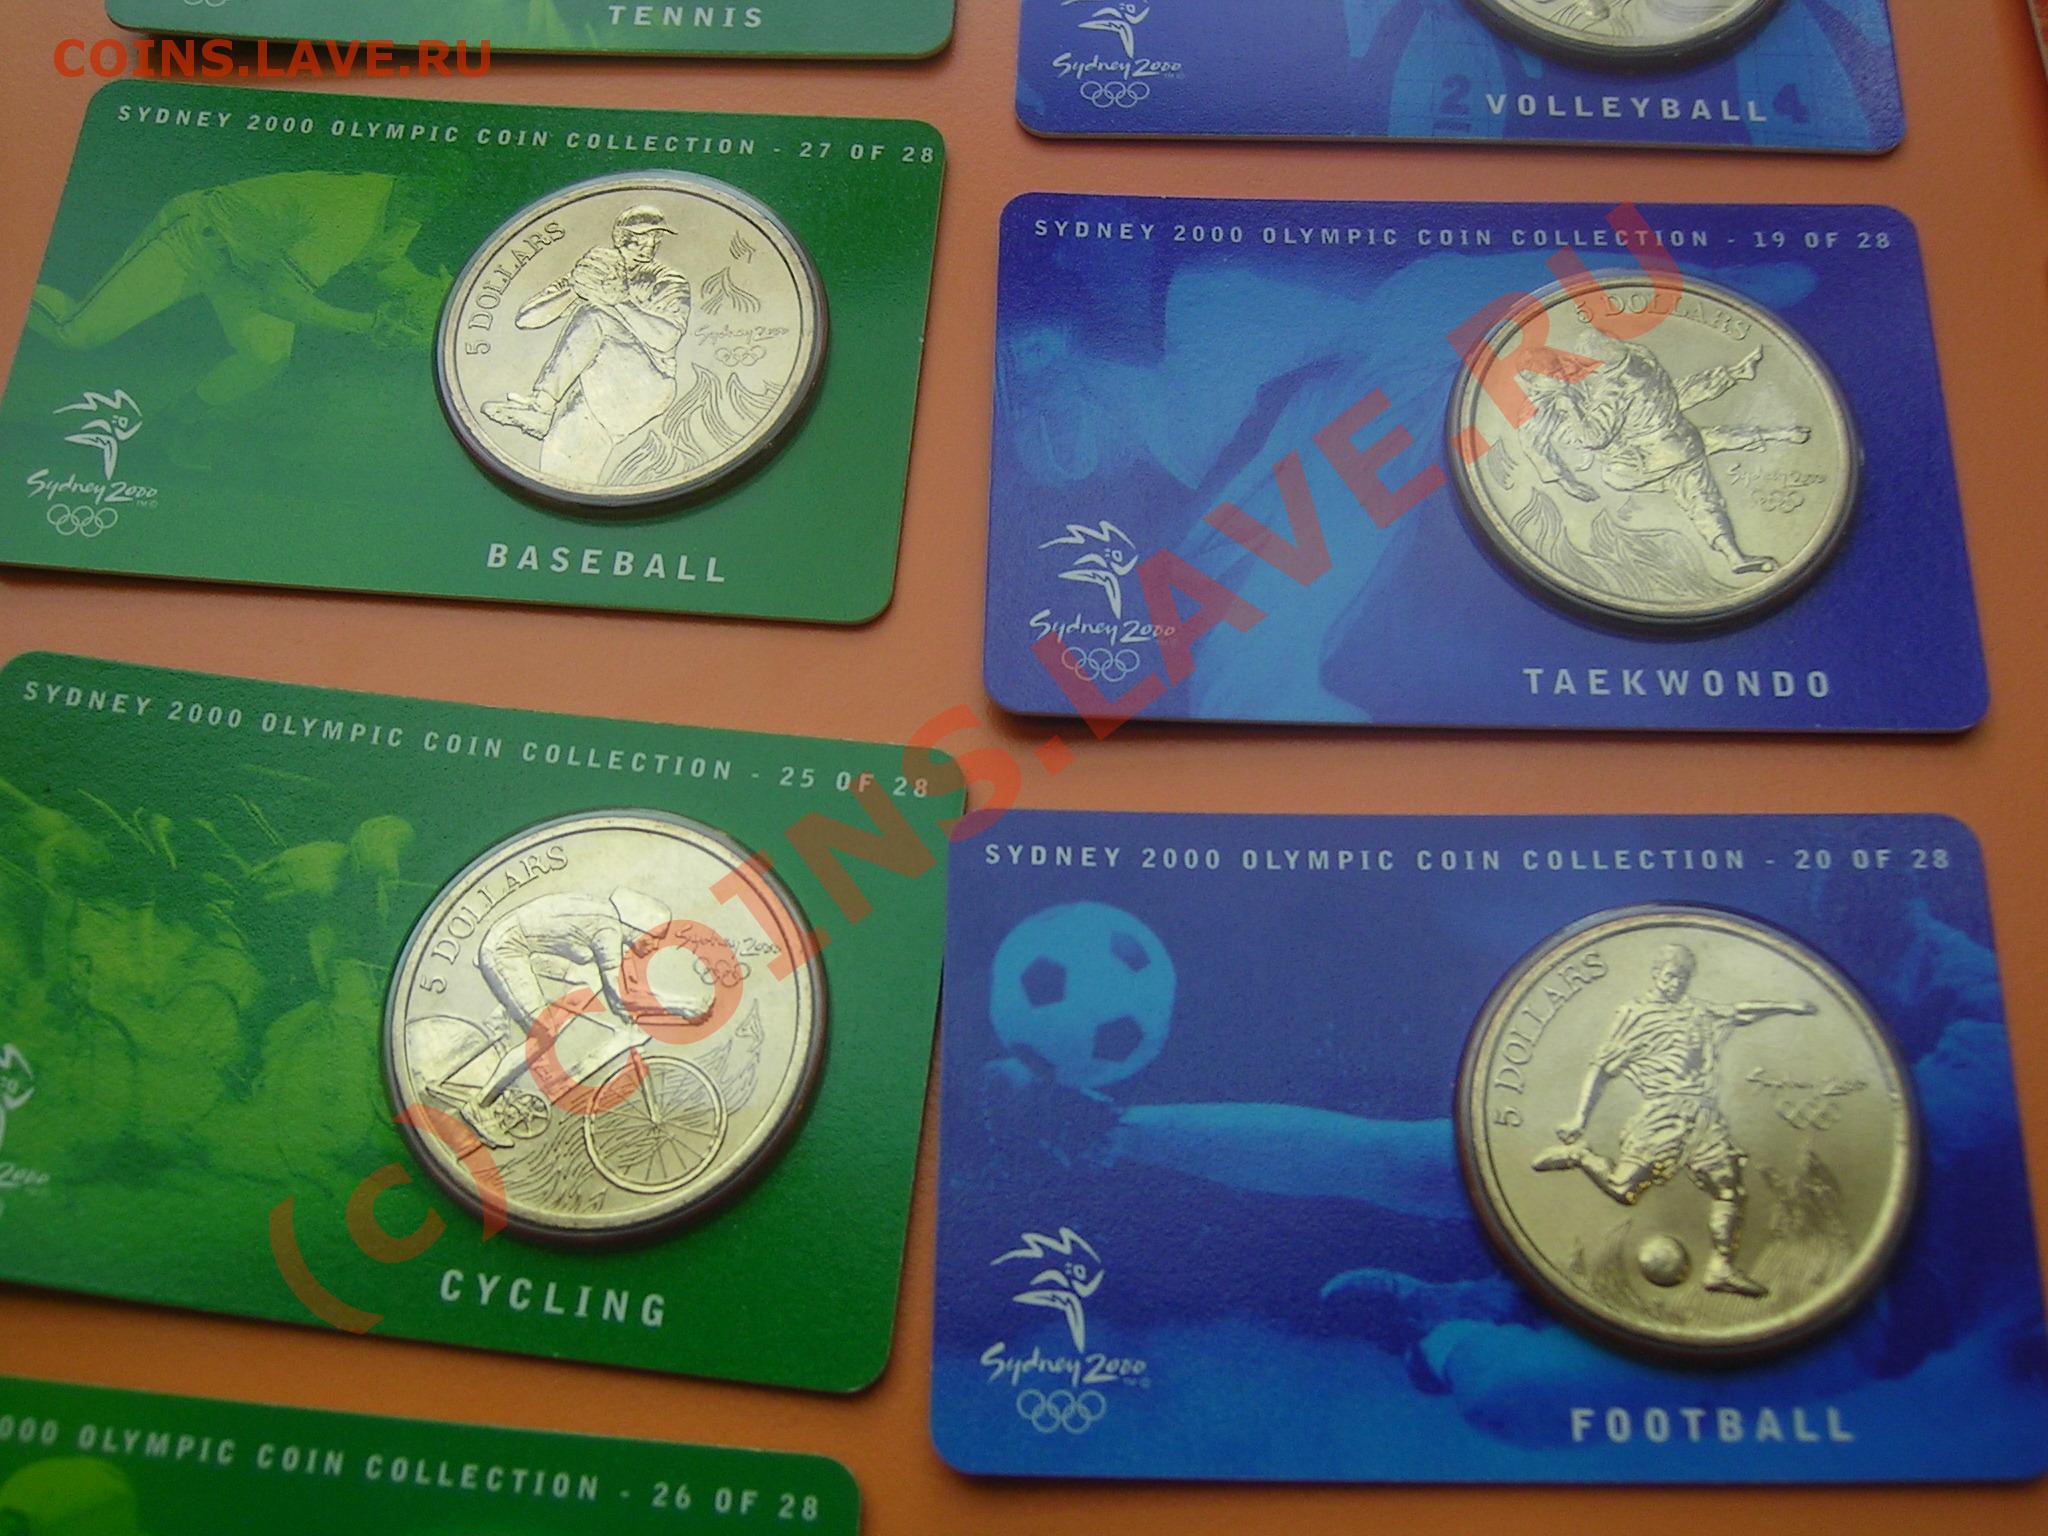 COINS.LAVE.RU
TENNIS
Sydney 2000
2
4
VOLLEYBALL
SYDNEY 2000 OLYMPIC COIN COLLECTION - 27 OF 28
5 DOLLARS
Sydney 2000
Sydney 2000
BASEBALL
SYDNEY 2000 OLYMPIC COIN COLLECTION - 19 OF 28
5 DOLLARS
Sydney 2000
Sydney 2000
TAEKWONDO
SYDNEY 2000 OLYMPIC COIN COLLECTION - 25 OF 28
5 DOLLARS
Sydney 2000
2000
CYCLING
SYDNEY 2000 OLYMPIC COIN COLLECTION - 20 OF 28
5 DOLLARS
Sydney 2000
Sydney 2000
FOOTBALL
OLYMPIC COIN COLLECTION - 26 OF 28
(c) COINS.LAVE.RU